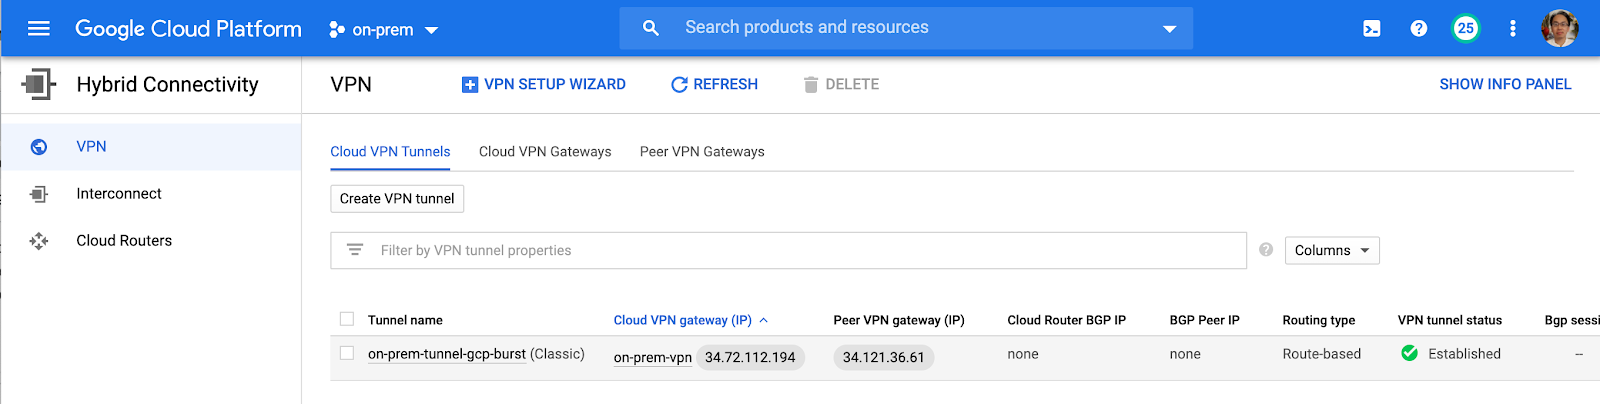 Google Cloud Platform on-prem Search products and resources 25
Hybrid Connectivity VPN VPN SETUP WIZARD REFRESH DELETE SHOW INFO PANEL
VPN
Interconnect
Cloud Routers
Cloud VPN Tunnels Cloud VPN Gateways Peer VPN Gateways
Create VPN tunnel
Filter by VPN tunnel properties Columns
Tunnel name Cloud VPN gateway (IP) Peer VPN gateway (IP) Cloud Router BGP IP BGP Peer IP Routing type VPN tunnel status Bgp sessi
on-prem-tunnel-gcp-burst (Classic) on-prem-vpn 34.72.112.194 34.121.36.61 none none Route-based Established --